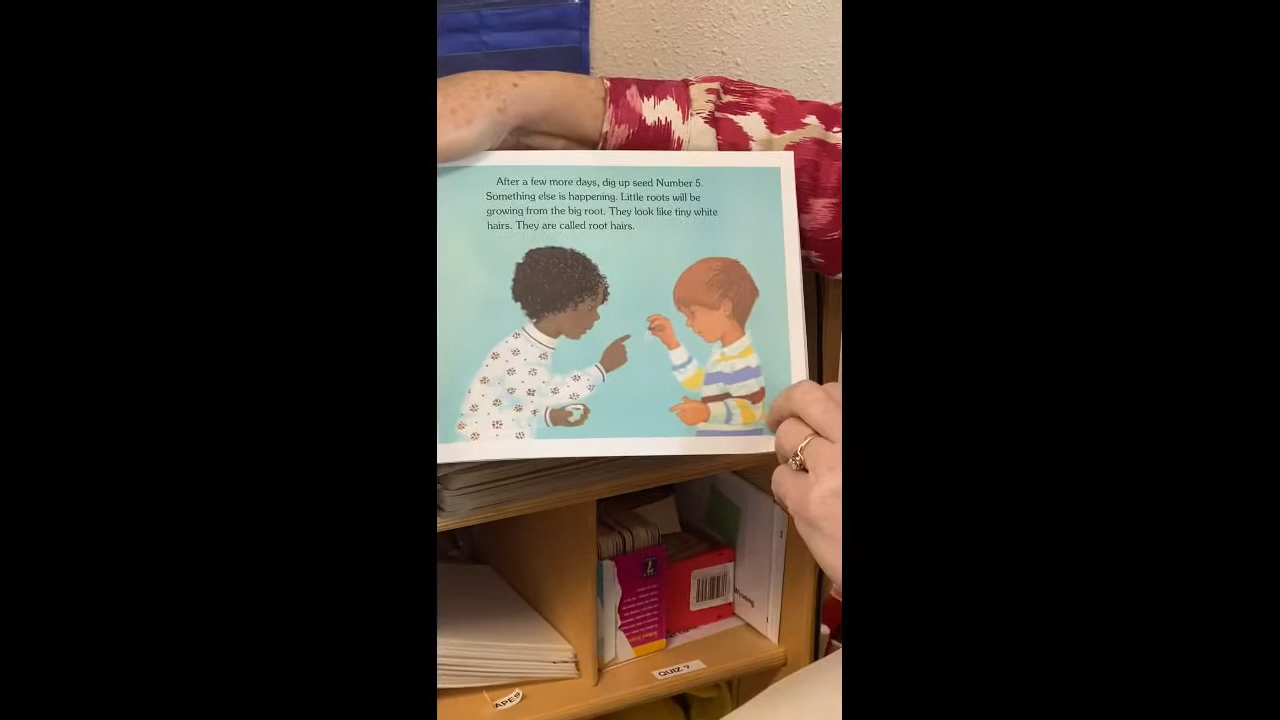 After a few more days, dig up seed Number 5.
Something else is happening. Little roots will be
growing from the big root. They look like tiny white
hairs. They are called root hairs.
QUIZ ?
APES